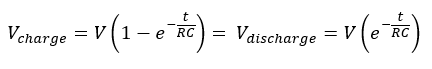 V_charge = V(1 − e^(−t/RC)) = V_discharge = V(e^(−t/RC))